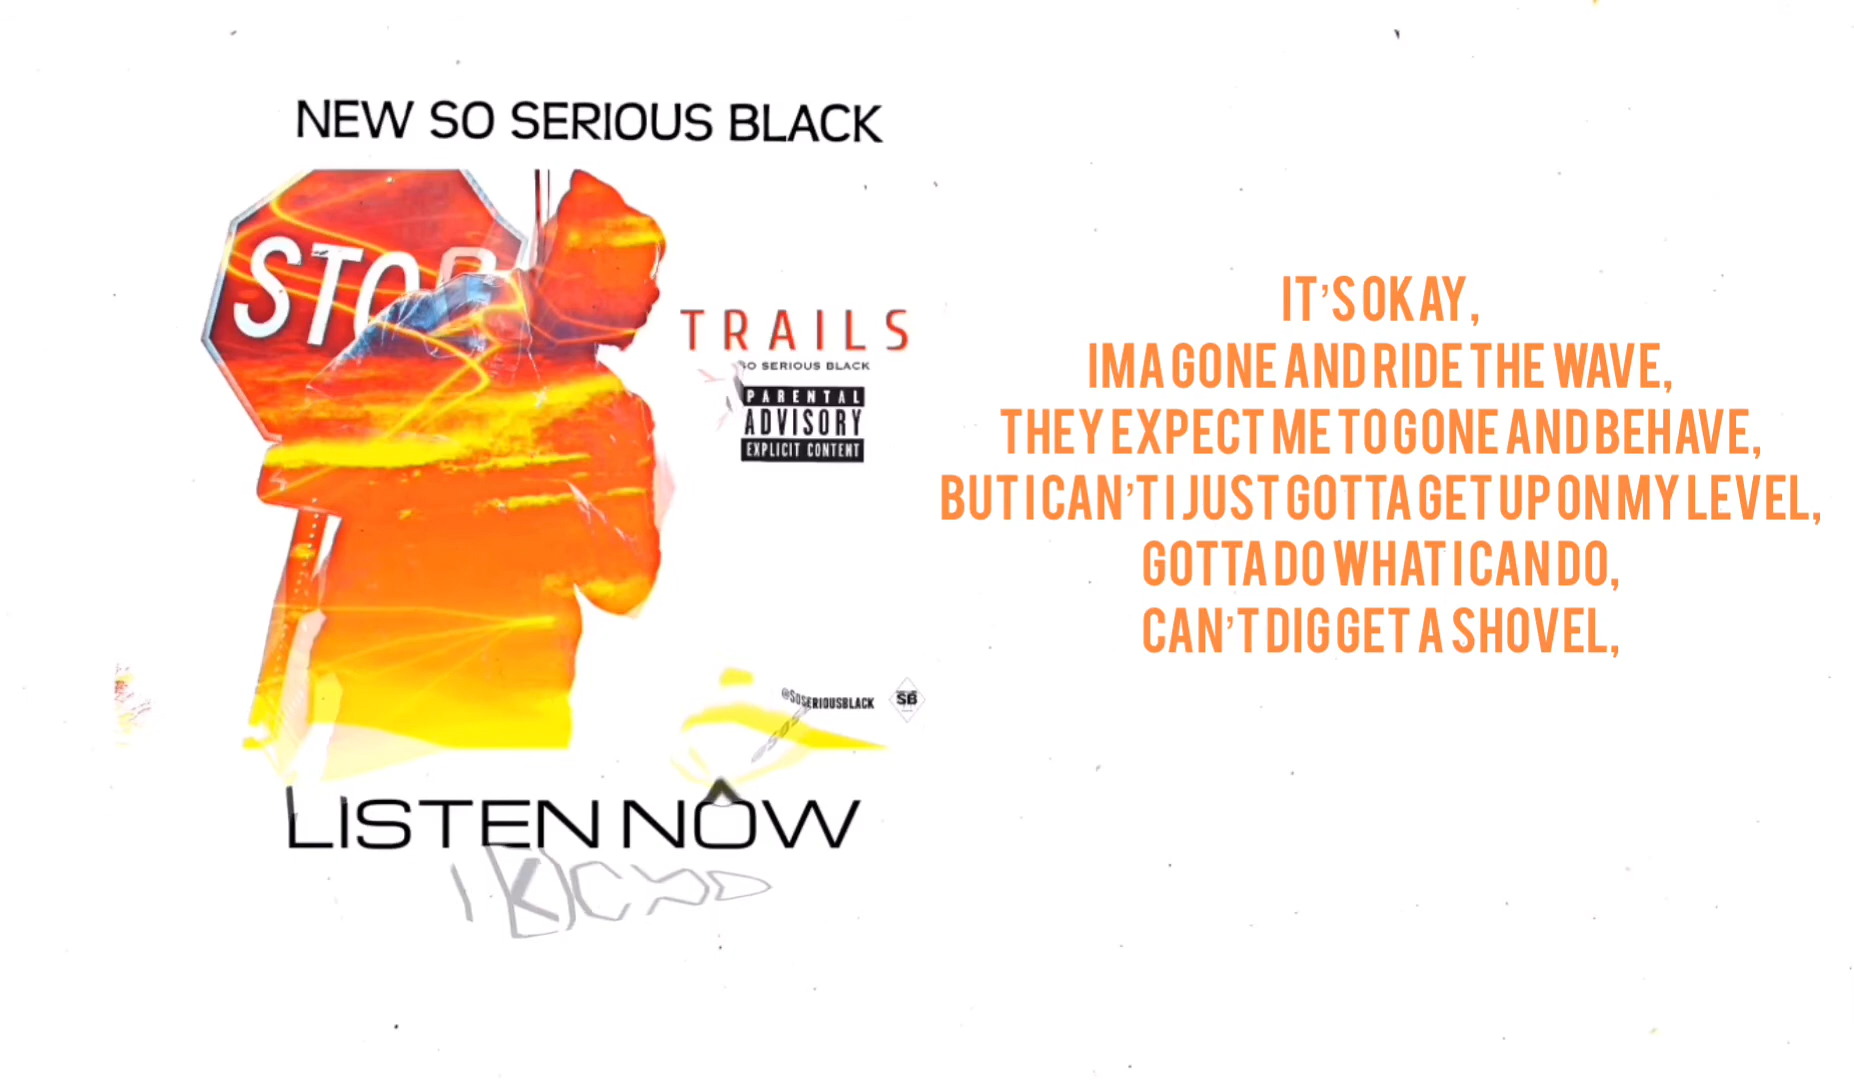 NEW SO SERIOUS BLACK
STOP
TRAILS
SO SERIOUS BLACK
PARENTAL
ADVISORY
EXPLICIT CONTENT
@SOSERIOUSBLACK
SB
LISTEN NOW
IT'S OKAY,
IMA GONE AND RIDE THE WAVE,
THEY EXPECT ME TO GONE AND BEHAVE,
BUT I CAN'T I JUST GOTTA GET UP ON MY LEVEL,
GOTTA DO WHAT I CAN DO,
CAN'T DIG GET A SHOVEL,